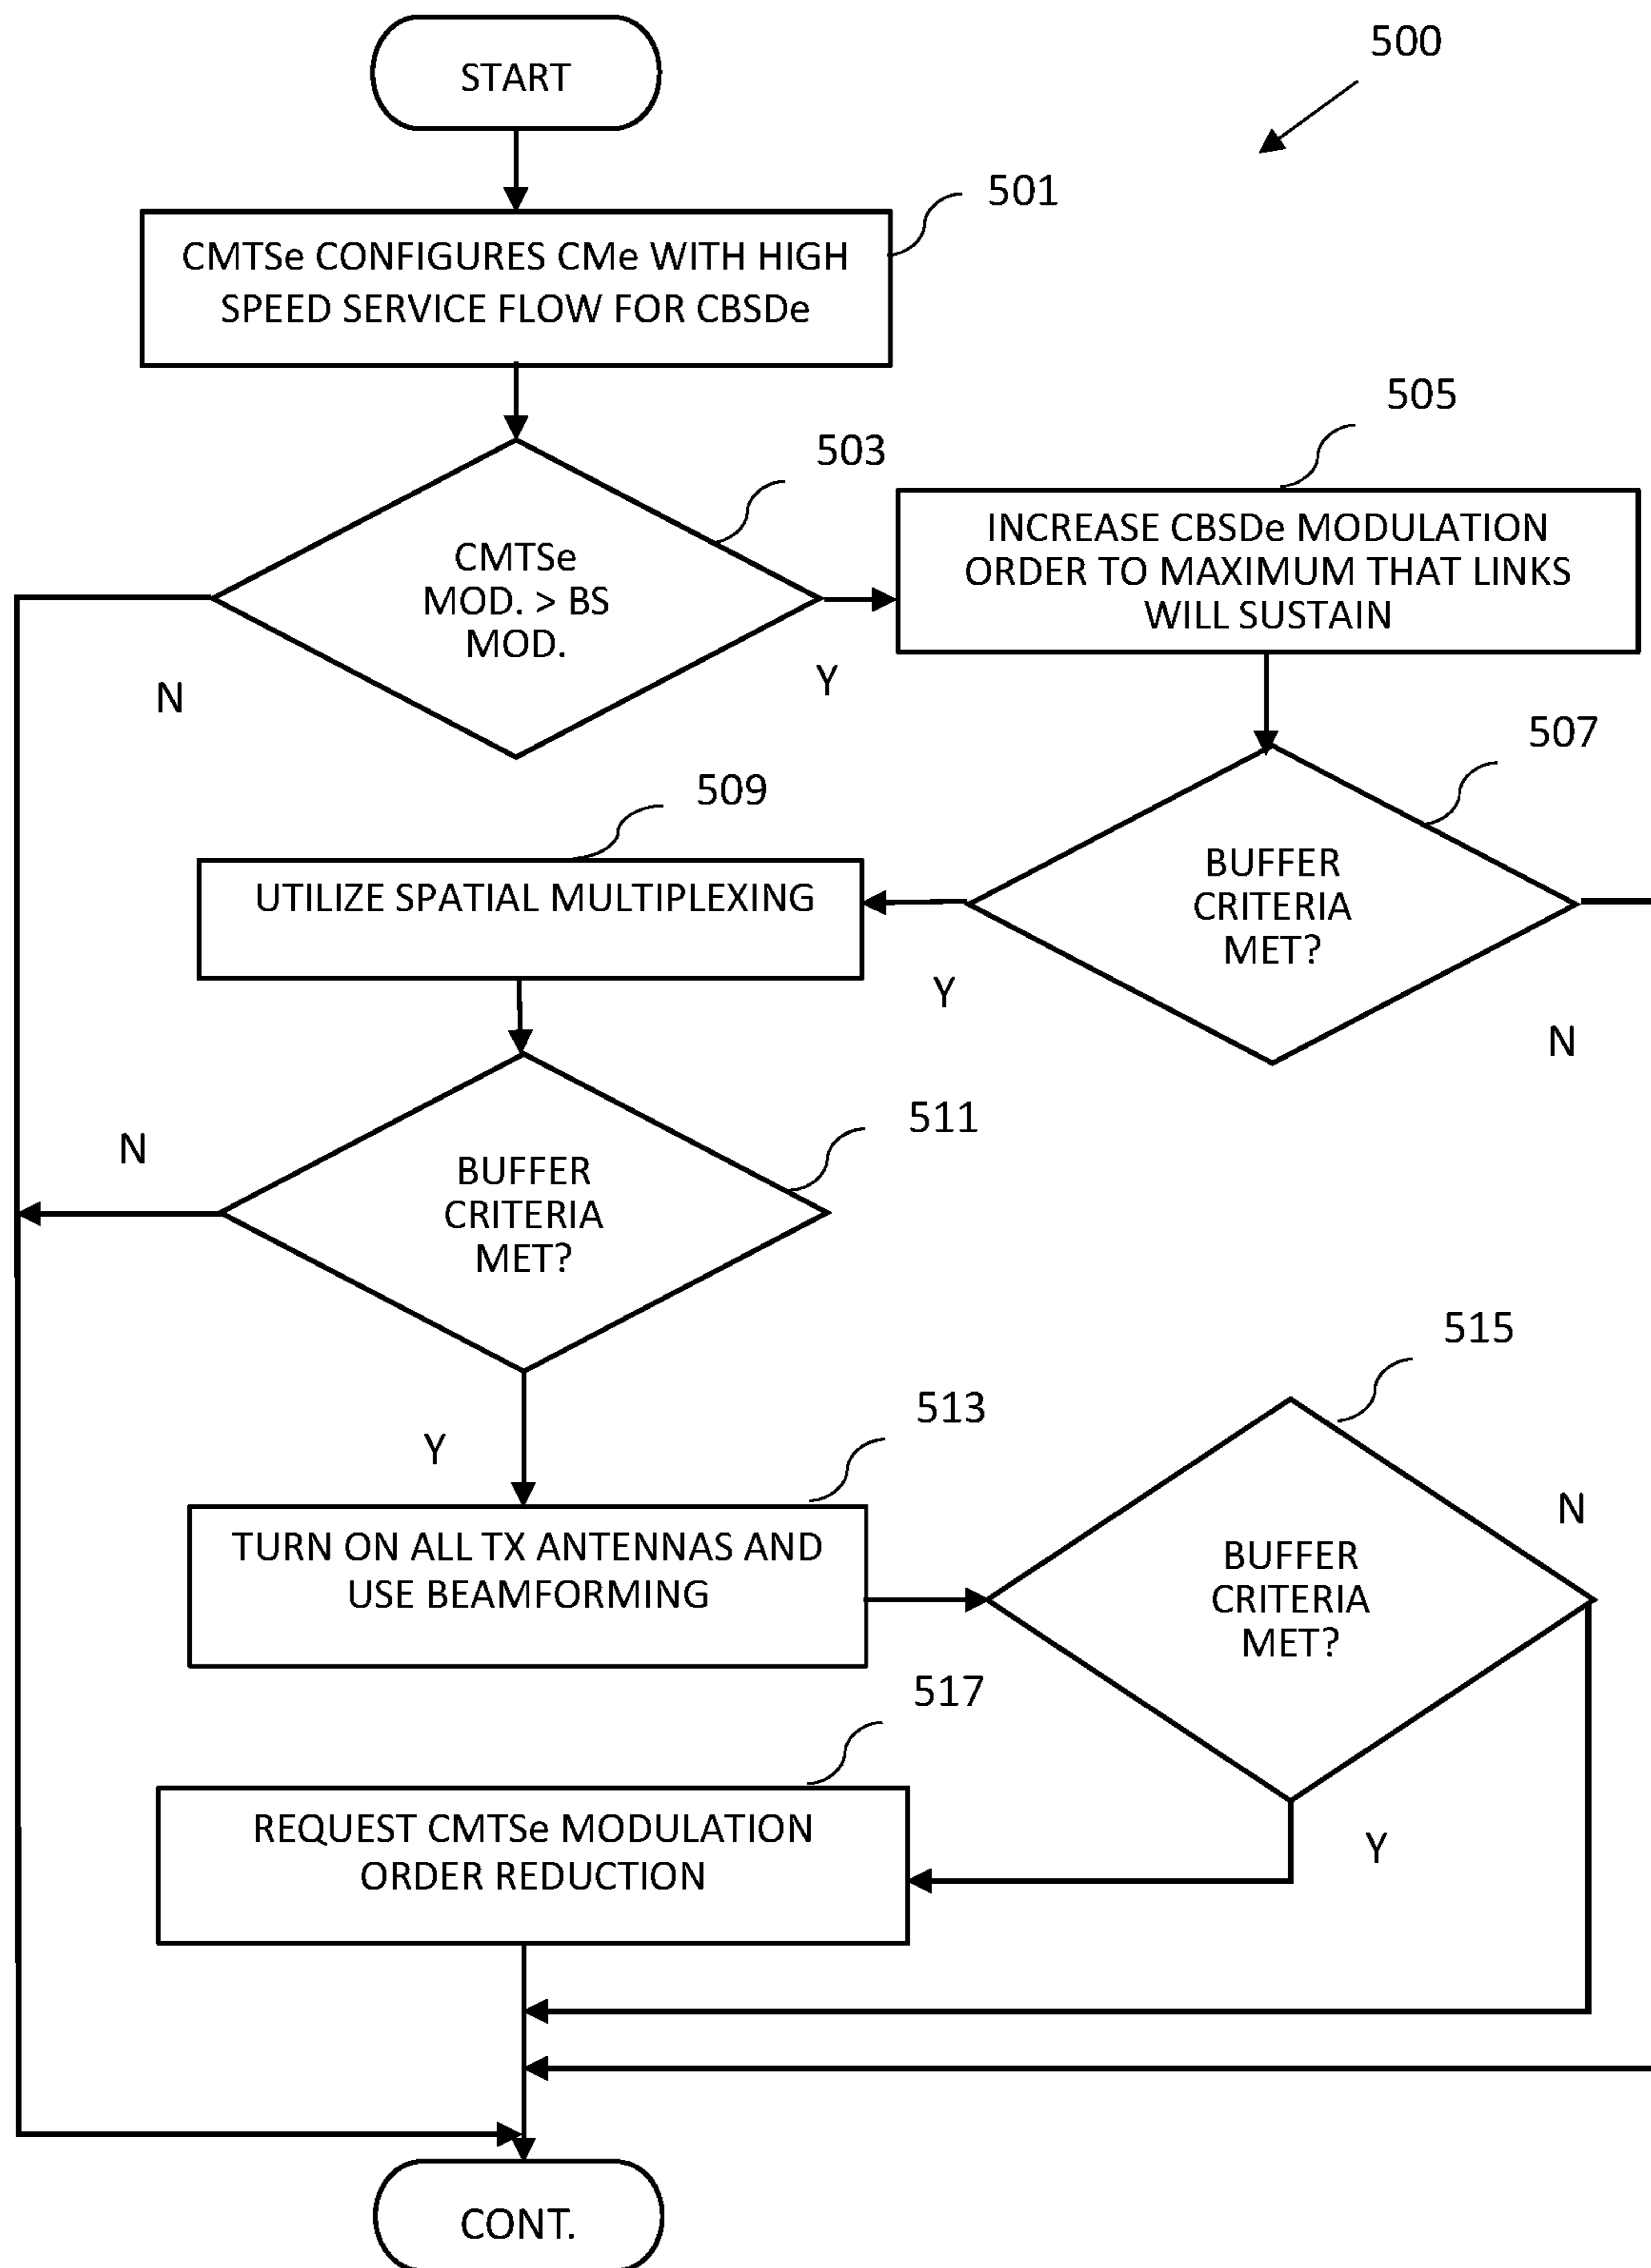 START
500
501
CMTSe CONFIGURES CMe WITH HIGH
SPEED SERVICE FLOW FOR CBSDe
503
CMTSe
MOD. > BS
MOD.
N
Y
505
INCREASE CBSDe MODULATION
ORDER TO MAXIMUM THAT LINKS
WILL SUSTAIN
507
BUFFER
CRITERIA
MET?
Y
N
509
UTILIZE SPATIAL MULTIPLEXING
511
BUFFER
CRITERIA
MET?
N
Y
513
TURN ON ALL TX ANTENNAS AND
USE BEAMFORMING
515
BUFFER
CRITERIA
MET?
N
Y
517
REQUEST CMTSe MODULATION
ORDER REDUCTION
CONT.